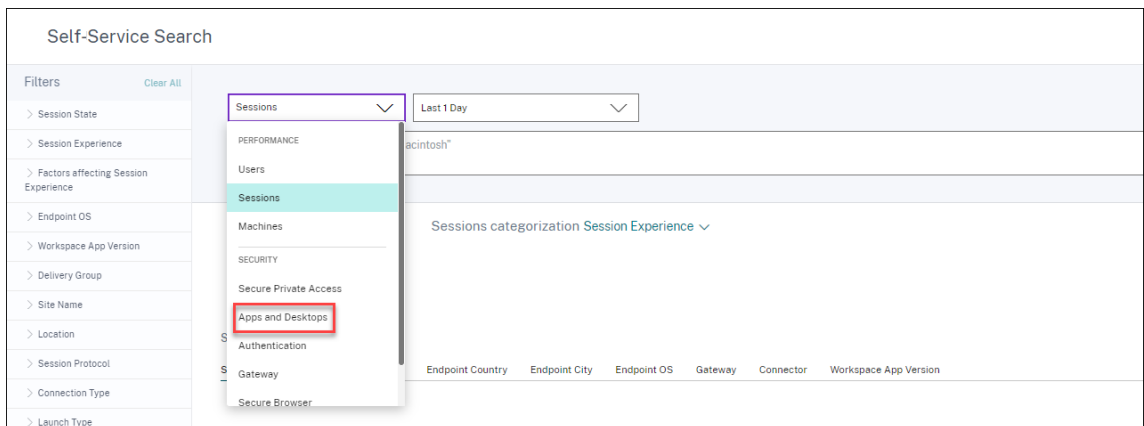 Self-Service Search
Filters
Clear All
Session State
Session Experience
Factors affecting Session
Experience
Endpoint OS
Workspace App Version
Delivery Group
Site Name
Location
Session Protocol
Connection Type
Launch Type
Sessions
Last 1 Day
acintosh"
PERFORMANCE
Users
Sessions
Machines
SECURITY
Secure Private Access
Apps and Desktops
Authentication
Gateway
Secure Browser
Sessions categorization Session Experience
S
S
Endpoint Country Endpoint City Endpoint OS Gateway Connector Workspace App Version